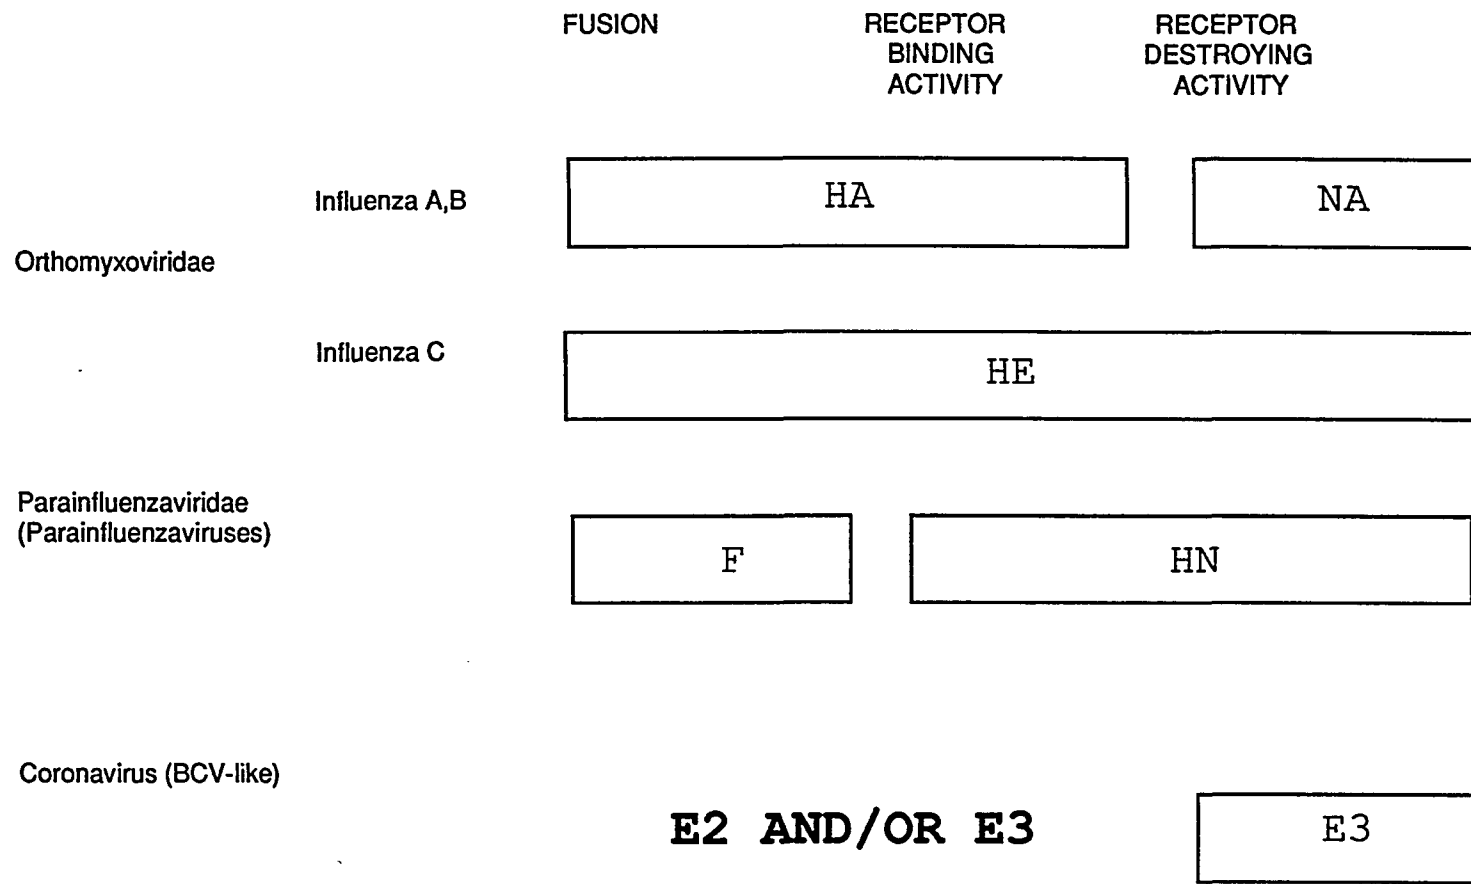 FUSION
RECEPTOR
BINDING
ACTIVITY
RECEPTOR
DESTROYING
ACTIVITY
Influenza A,B
HA
NA
Orthomyxoviridae
Influenza C
HE
Parainfluenzaviridae
(Parainfluenzaviruses)
F
HN
Coronavirus (BCV-like)
E2 AND/OR E3
E3